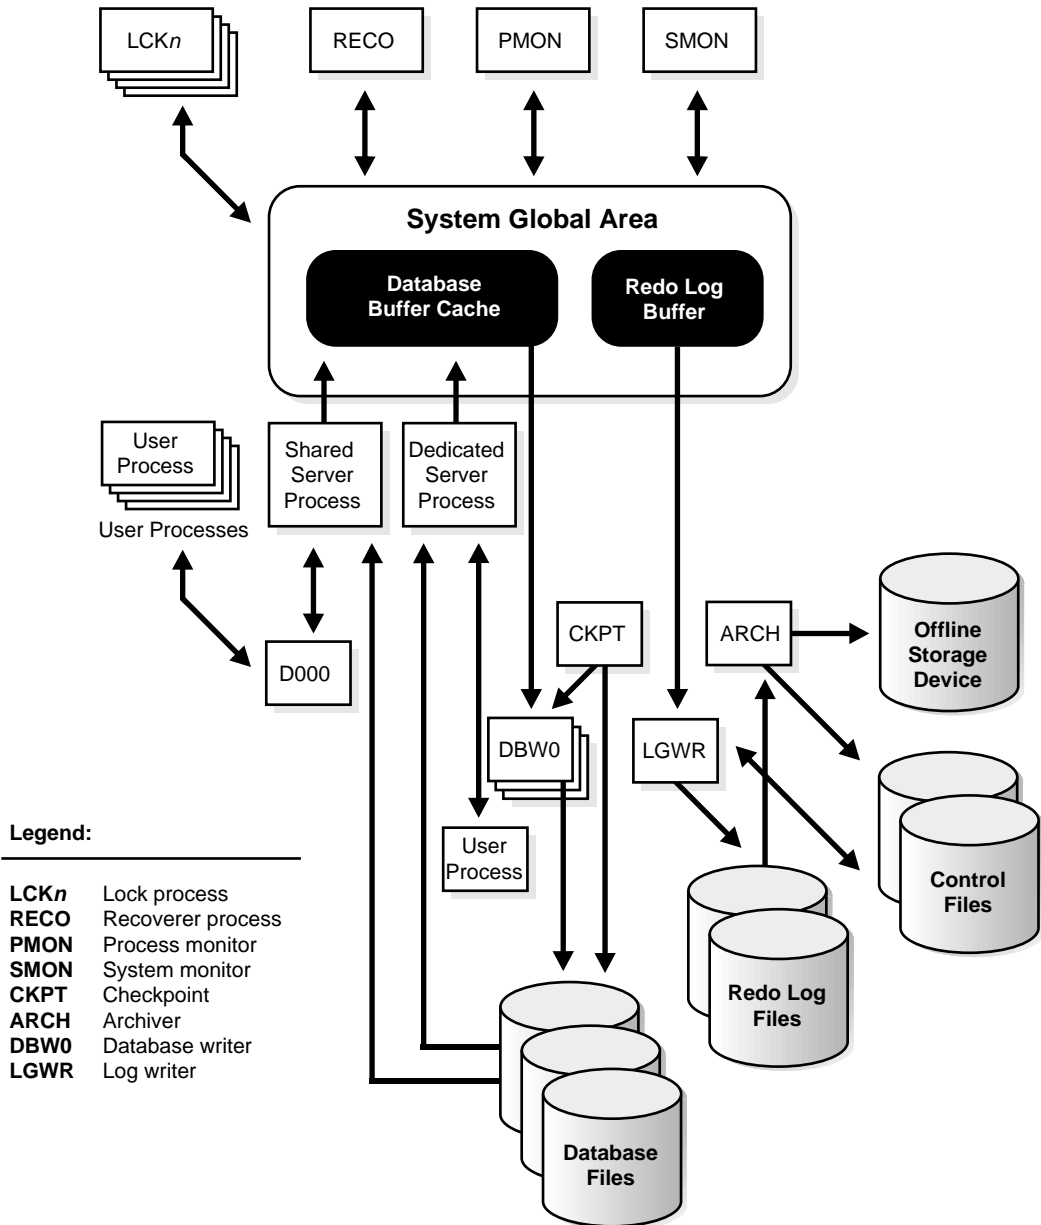 LCKn
RECO
PMON
SMON
System Global Area
Database
Buffer Cache
Redo Log
Buffer
User
Process
User Processes
Shared
Server
Process
Dedicated
Server
Process
D000
CKPT
ARCH
Offline
Storage
Device
DBW0
LGWR
User
Process
Control
Files
Redo Log
Files
Database
Files
Legend:
LCKn Lock process
RECO Recoverer process
PMON Process monitor
SMON System monitor
CKPT Checkpoint
ARCH Archiver
DBW0 Database writer
LGWR Log writer